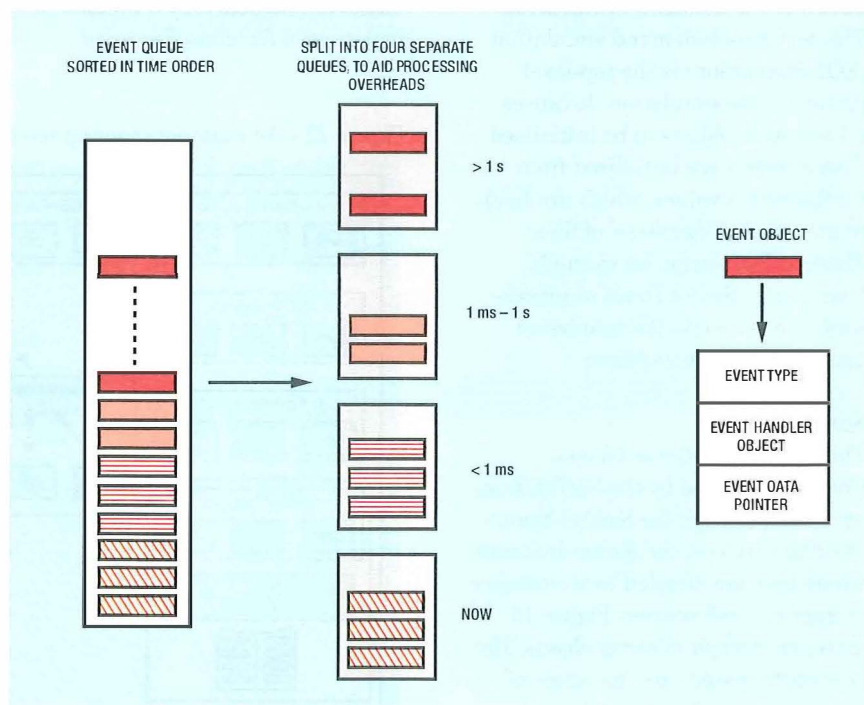 EVENT QUEUE
SORTED IN TIME ORDER
SPLIT INTO FOUR SEPARATE
QUEUES, TO AID PROCESSING
OVERHEADS
> 1 s
1 ms – 1 s
< 1 ms
NOW
EVENT OBJECT
EVENT TYPE
EVENT HANDLER
OBJECT
EVENT DATA
POINTER